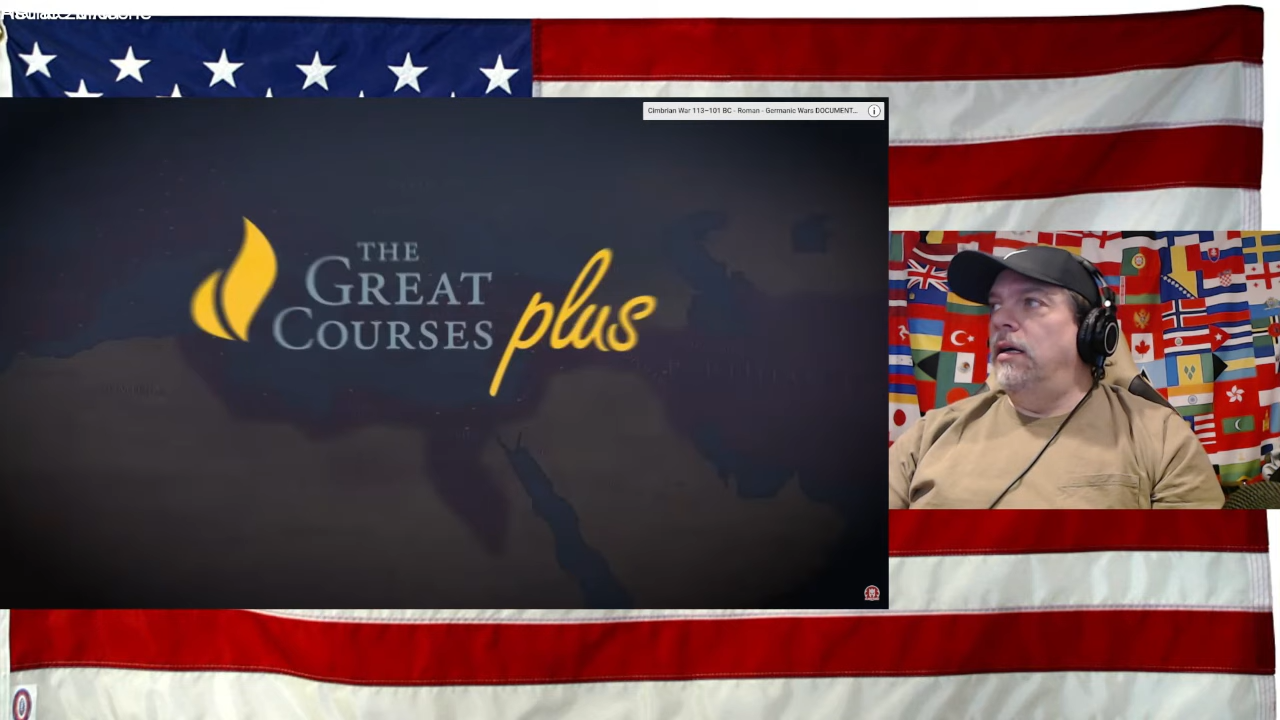 Cimbrian War 113–101 BC - Roman - Germanic Wars DOCUMENT...
THE
GREAT
COURSES plus